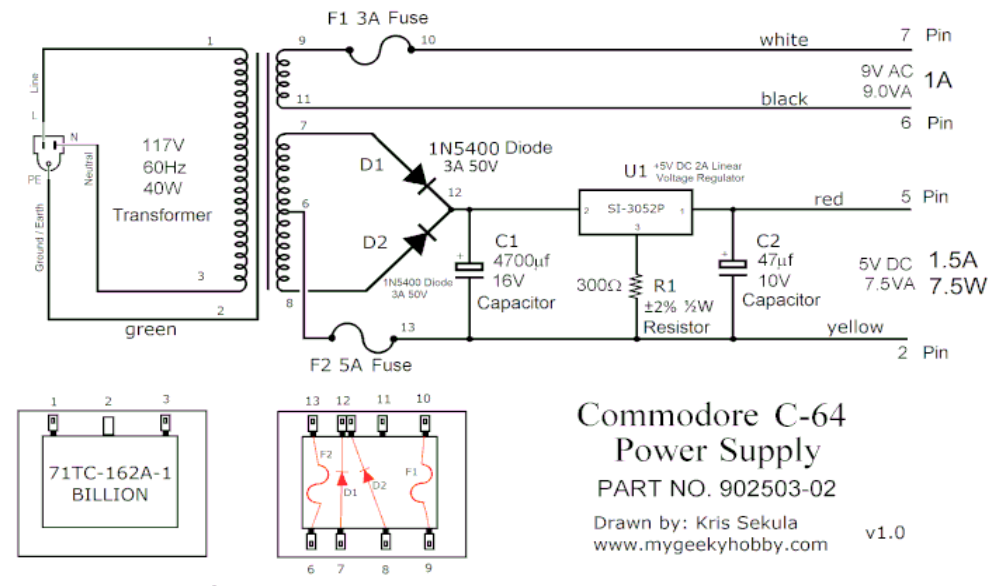 F1 3A Fuse
1
9
10
white
7 Pin
9V AC
9.0VA
1A
11
black
6 Pin
Line
L
N
PE
Neutral
Ground / Earth
117V
60Hz
40W
Transformer
3
2
green
7
D1
1N5400 Diode
3A 50V
12
6
D2
1N5400 Diode
3A 50V
8
13
F2 5A Fuse
+
C1
4700µf
16V
Capacitor
U1
+5V DC 2A Linear
Voltage Regulator
2
SI-3052P
1
3
300Ω
R1
±2% ½W
Resistor
+
C2
47µf
10V
Capacitor
red
5 Pin
5V DC
7.5VA
1.5A
7.5W
yellow
2 Pin
1 2 3
71TC-162A-1
BILLION
13 12 11 10
F2
D1
D2
F1
6 7 8 9
Commodore C-64
Power Supply
PART NO. 902503-02
Drawn by: Kris Sekula
www.mygeekyhobby.com
v1.0